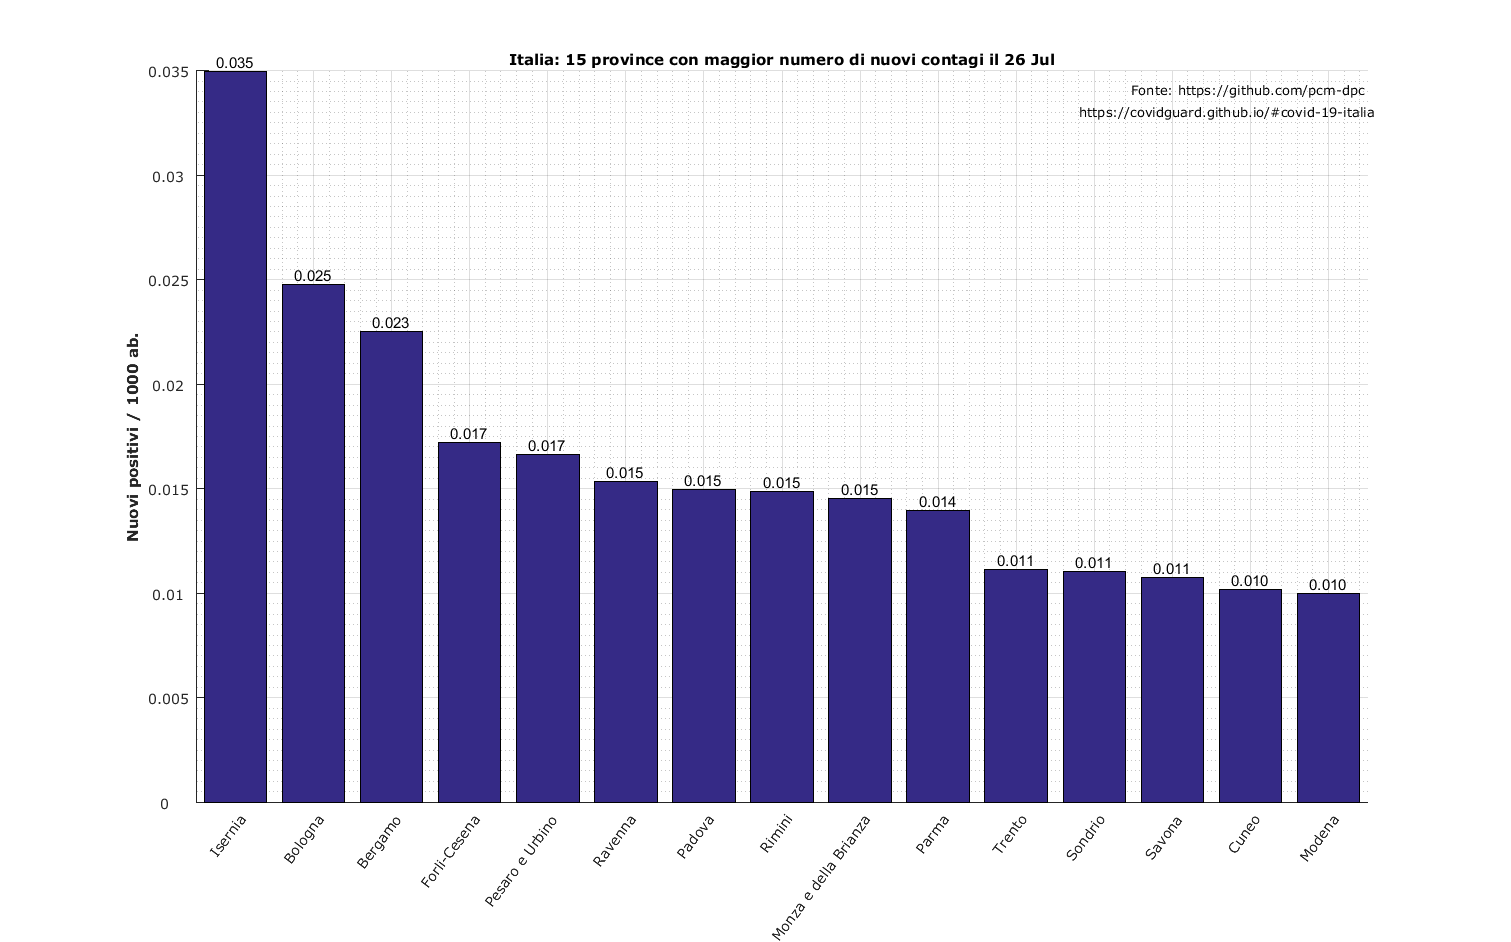 Italia: 15 province con maggior numero di nuovi contagi il 26 Jul
Fonte: https://github.com/pcm-dpc
https://covidguard.github.io/#covid-19-italia
Nuovi positivi / 1000 ab.
0.035
0.03
0.025
0.02
0.015
0.01
0.005
0
0.035
0.025
0.023
0.017
0.017
0.015
0.015
0.015
0.015
0.014
0.011
0.011
0.011
0.010
0.010
Isernia
Bologna
Bergamo
Forlì-Cesena
Pesaro e Urbino
Ravenna
Padova
Rimini
Monza e della Brianza
Parma
Trento
Sondrio
Savona
Cuneo
Modena